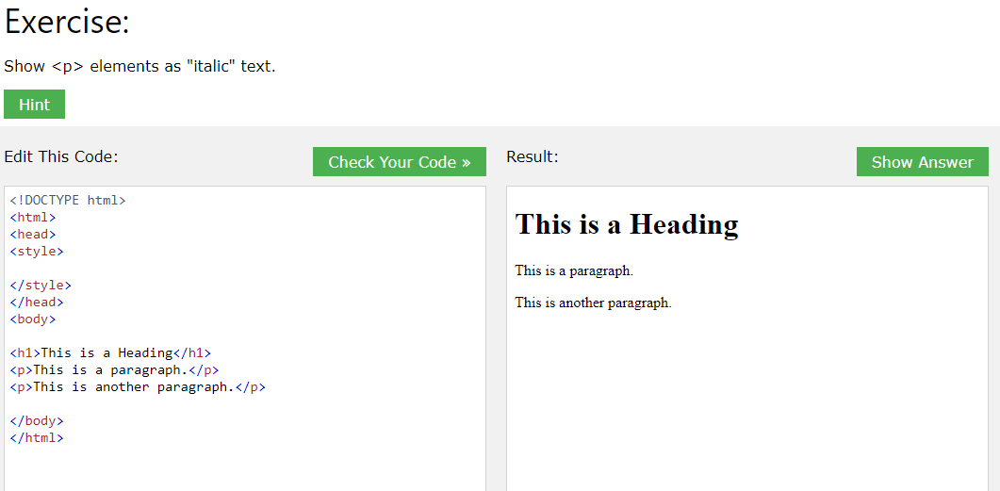 Exercise:
Show <p> elements as "italic" text.
Hint
Edit This Code:
Check Your Code »
Result:
Show Answer
<!DOCTYPE html>
<html>
<head>
<style>
</style>
</head>
<body>
<h1>This is a Heading</h1>
<p>This is a paragraph.</p>
<p>This is another paragraph.</p>
</body>
</html>
This is a Heading
This is a paragraph.
This is another paragraph.